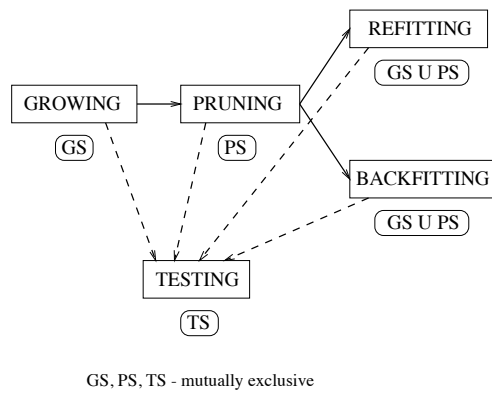 REFITTING
GS U PS
GROWING
PRUNING
GS
PS
BACKFITTING
GS U PS
TESTING
TS
GS, PS, TS - mutually exclusive